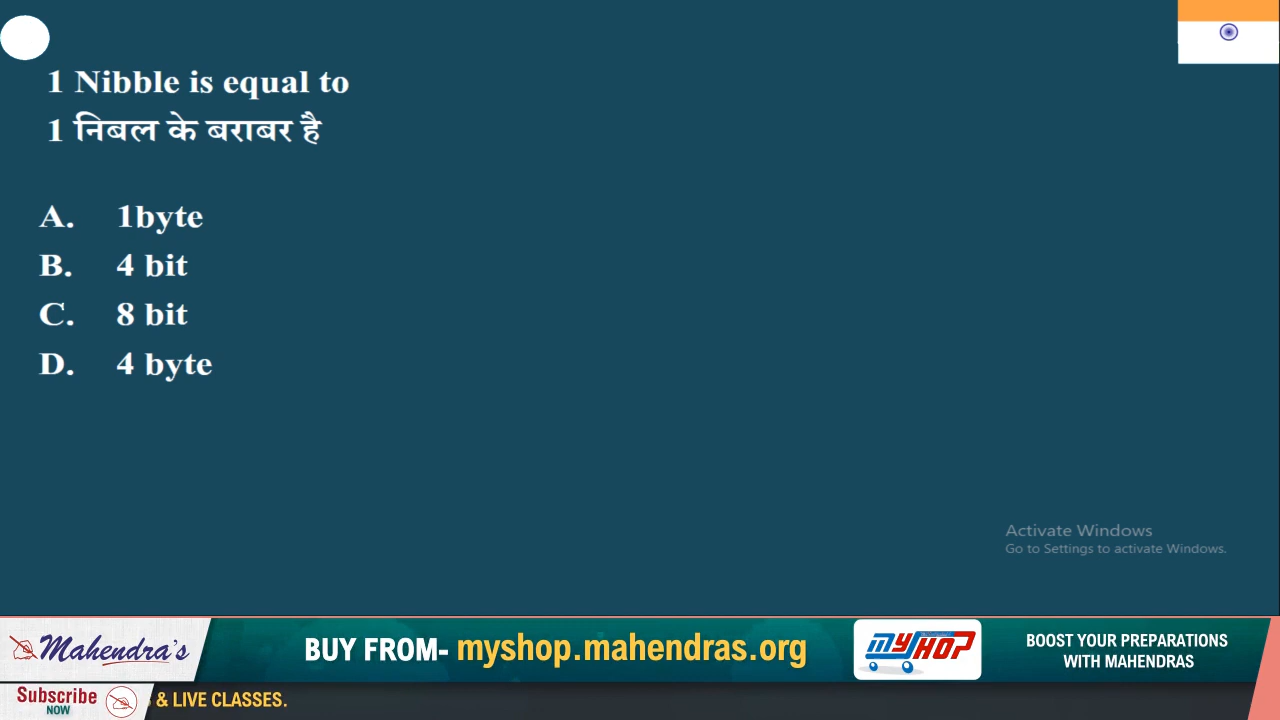 1 Nibble is equal to
1 निबल के बराबर है
A. 1byte
B. 4 bit
C. 8 bit
D. 4 byte
Activate Windows
Go to Settings to activate Windows.
Mahendra's
BUY FROM- myshop.mahendras.org
MYSHOP
BOOST YOUR PREPARATIONS
WITH MAHENDRAS
Subscribe
NOW
& LIVE CLASSES.